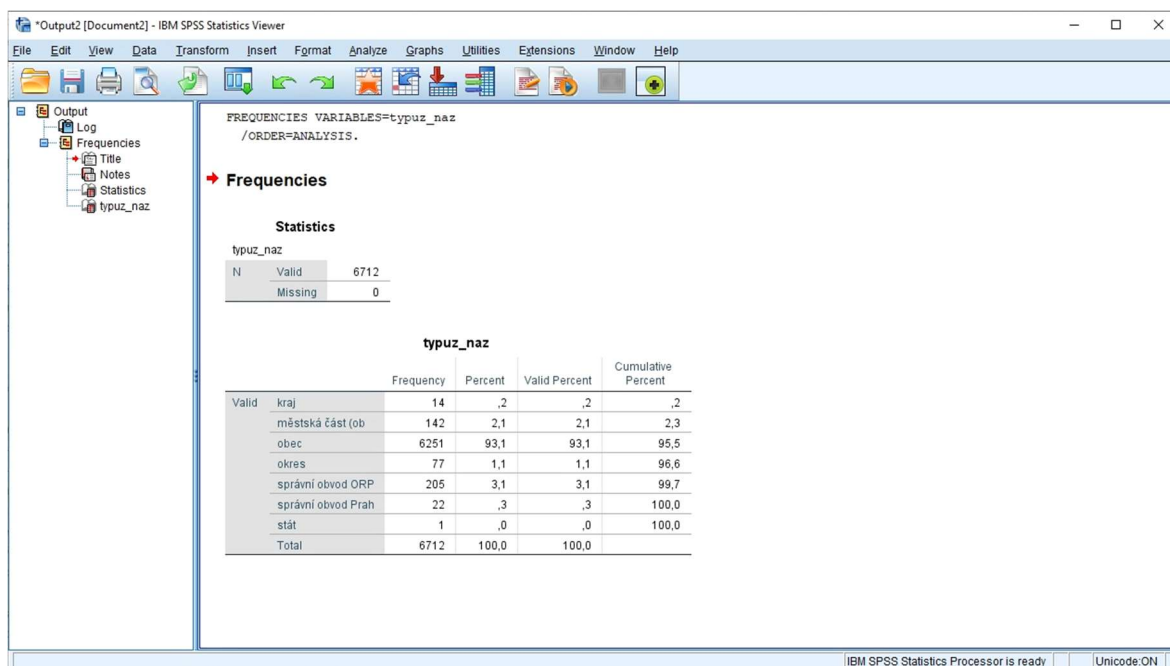 *Output2 [Document2] - IBM SPSS Statistics Viewer
File Edit View Data Transform Insert Format Analyze Graphs Utilities Extensions Window Help
Output
Log
Frequencies
Title
Notes
Statistics
typuz_naz
FREQUENCIES VARIABLES=typuz_naz
/ORDER=ANALYSIS.
Frequencies
Statistics
typuz_naz
N Valid 6712
Missing 0
typuz_naz
Frequency Percent Valid Percent Cumulative Percent
Valid kraj 14 ,2 ,2 ,2
městská část (ob 142 2,1 2,1 2,3
obec 6251 93,1 93,1 95,5
okres 77 1,1 1,1 96,6
správní obvod ORP 205 3,1 3,1 99,7
správní obvod Prah 22 ,3 ,3 100,0
stát 1 ,0 ,0 100,0
Total 6712 100,0 100,0
IBM SPSS Statistics Processor is ready Unicode:ON